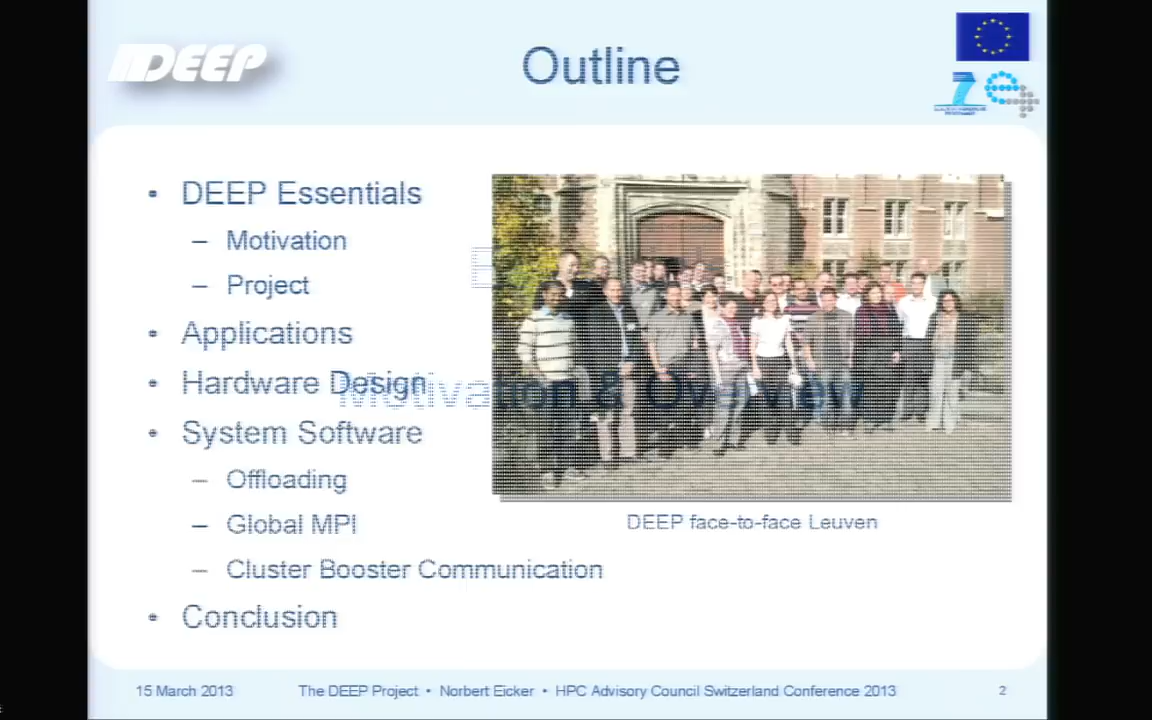 DEEP
Outline
• DEEP Essentials
– Motivation
– Project
• Applications
• Hardware Design
• System Software
– Offloading
– Global MPI
– Cluster Booster Communication
• Conclusion
Motivation & Overview
DEEP face-to-face Leuven
15 March 2013
The DEEP Project • Norbert Eicker • HPC Advisory Council Switzerland Conference 2013
2